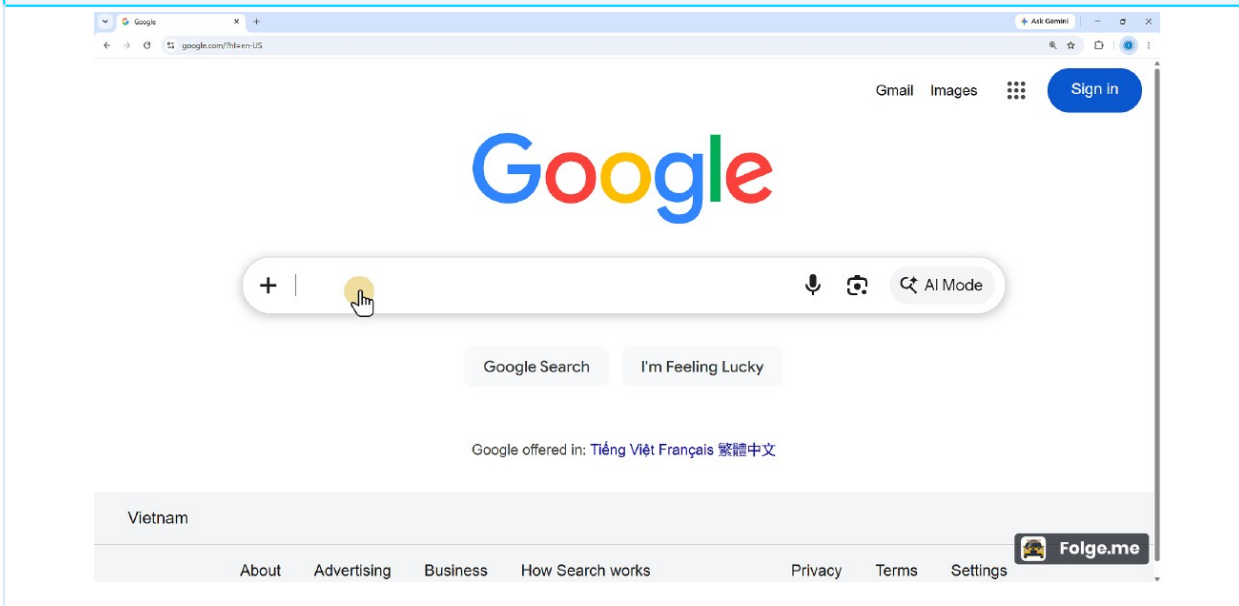 Google
Ask Gemini
google.com/?hl=en-US
Gmail Images Sign in
Google
AI Mode
Google Search I'm Feeling Lucky
Google offered in: Tiếng Việt Français 繁體中文
Vietnam
Folge.me
About Advertising Business How Search works Privacy Terms Settings